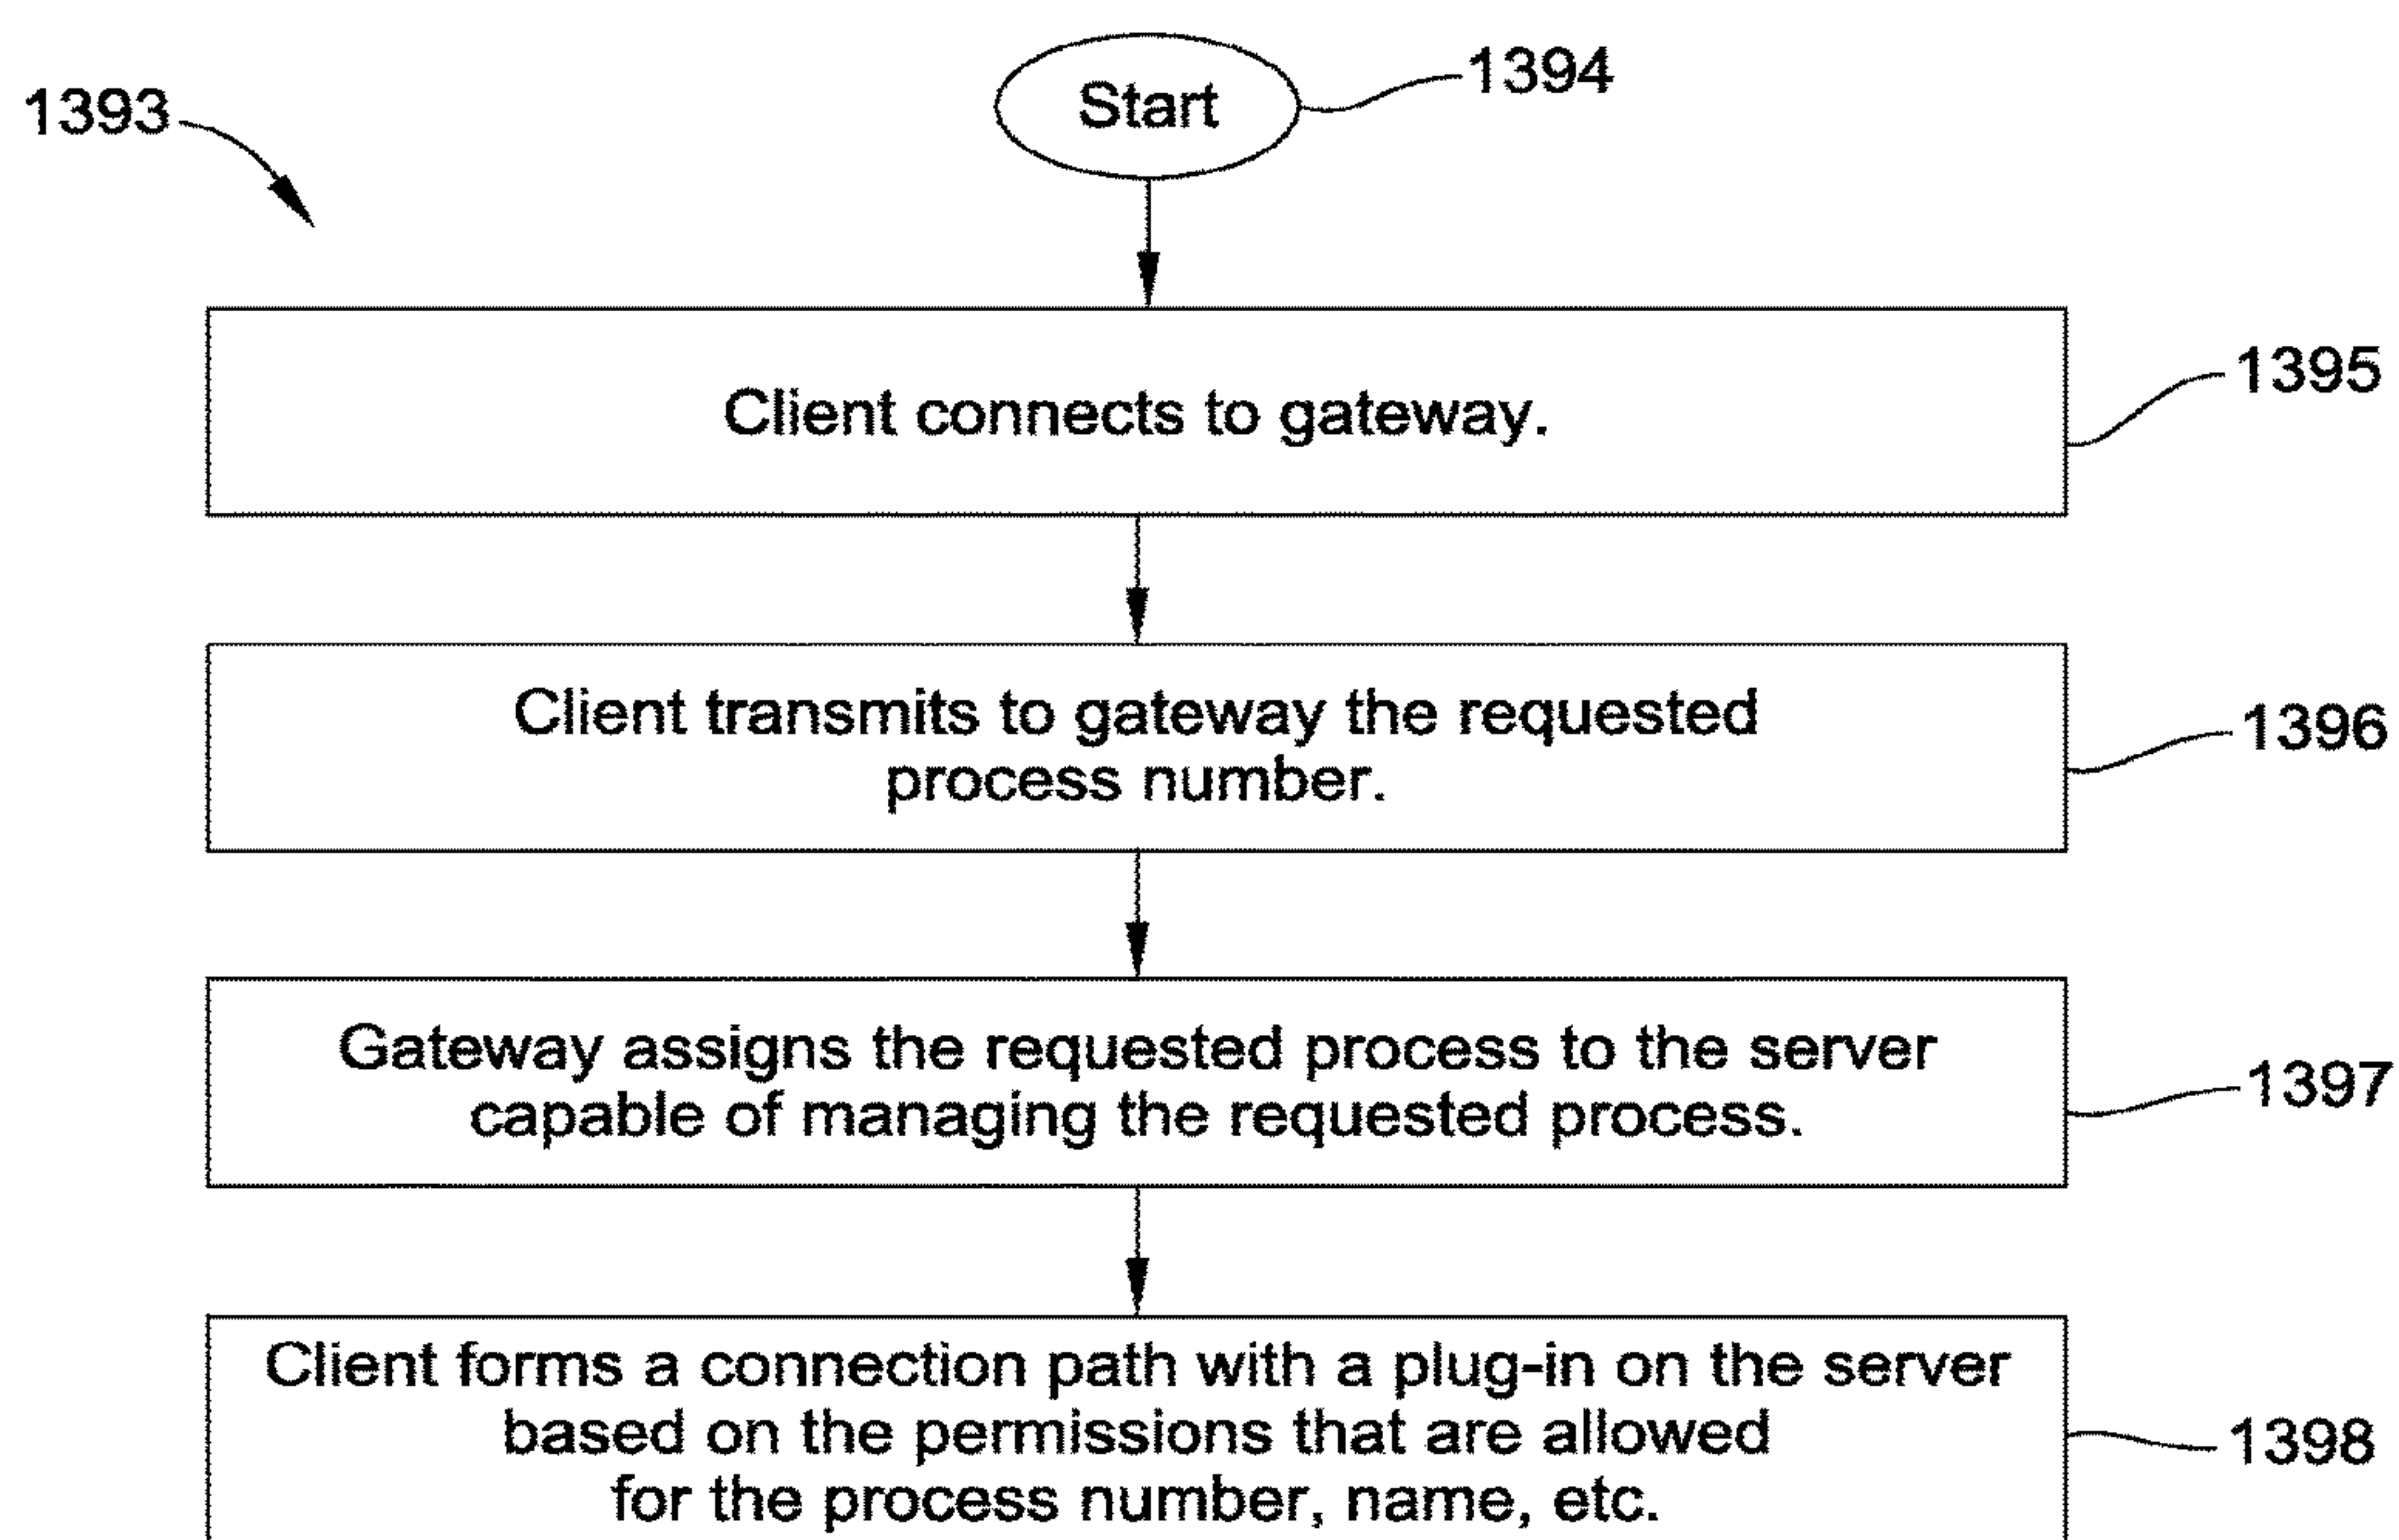 1394
Start
1393
1395
Client connects to gateway.
Client transmits to gateway the requested
process number.
1396
Gateway assigns the requested process to the server
capable of managing the requested process.
1397
Client forms a connection path with a plug-in on the server
based on the permissions that are allowed
for the process number, name, etc.
1398